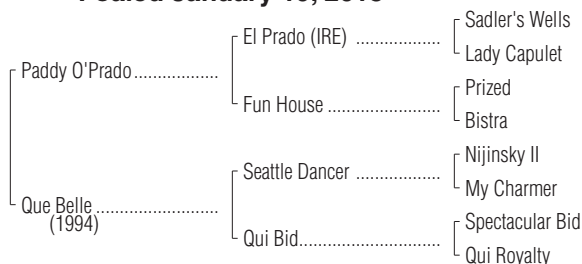 Foaled January
Sadler's Wells
El Prado (IRE) ....................
Lady Capulet
Paddy O'Prado ....................
Prized
Fun House ..........................
Bistra
Nijinsky II
Seattle Dancer ....................
My Charmer
Que Belle ............................
(1994)
Spectacular Bid
Qui Bid................................
Qui Royalty